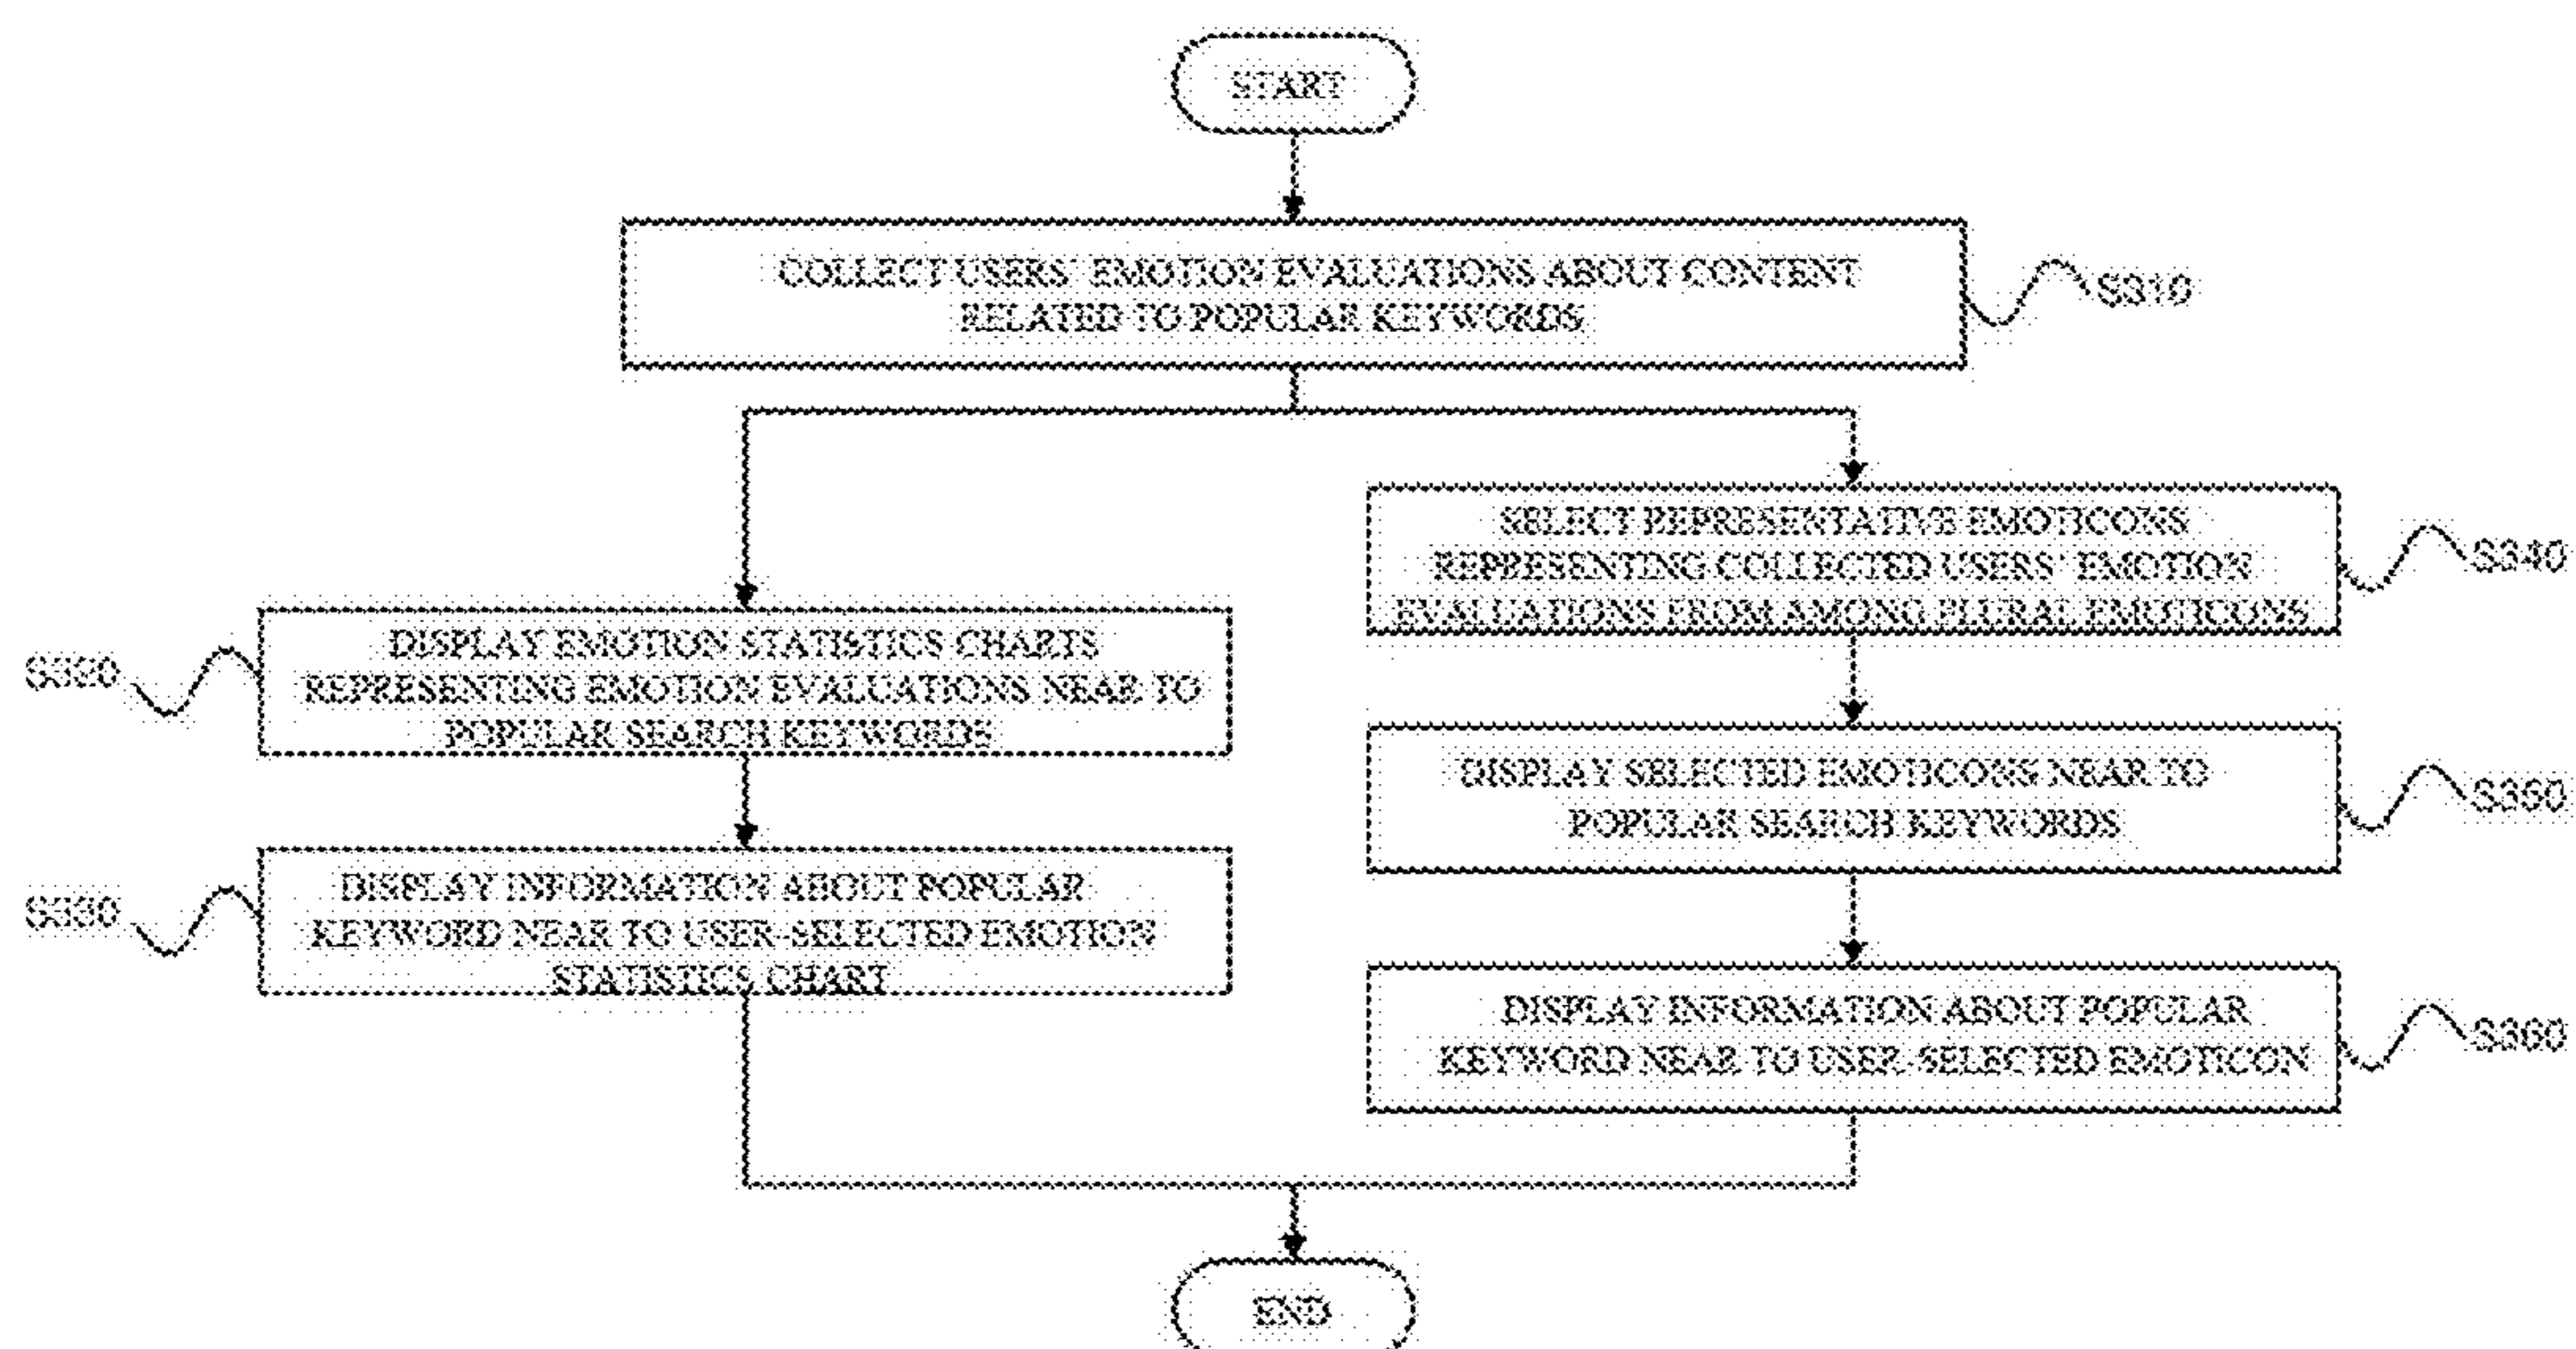 START
COLLECT USERS' EMOTION EVALUATIONS ABOUT CONTENT
RELATED TO POPULAR KEYWORDS
S310
SELECT REPRESENTATIVE EMOTICONS
REPRESENTING COLLECTED USERS' EMOTION
EVALUATIONS FROM AMONG PLURAL EMOTICONS
S340
DISPLAY EMOTION STATISTICS CHARTS
REPRESENTING EMOTION EVALUATIONS NEAR TO
POPULAR SEARCH KEYWORDS
S320
DISPLAY SELECTED EMOTICONS NEAR TO
POPULAR SEARCH KEYWORDS
DISPLAY INFORMATION ABOUT POPULAR
KEYWORD NEAR TO USER-SELECTED EMOTION
STATISTICS CHART
S330
DISPLAY INFORMATION ABOUT POPULAR
KEYWORD NEAR TO USER-SELECTED EMOTICON
S360
END